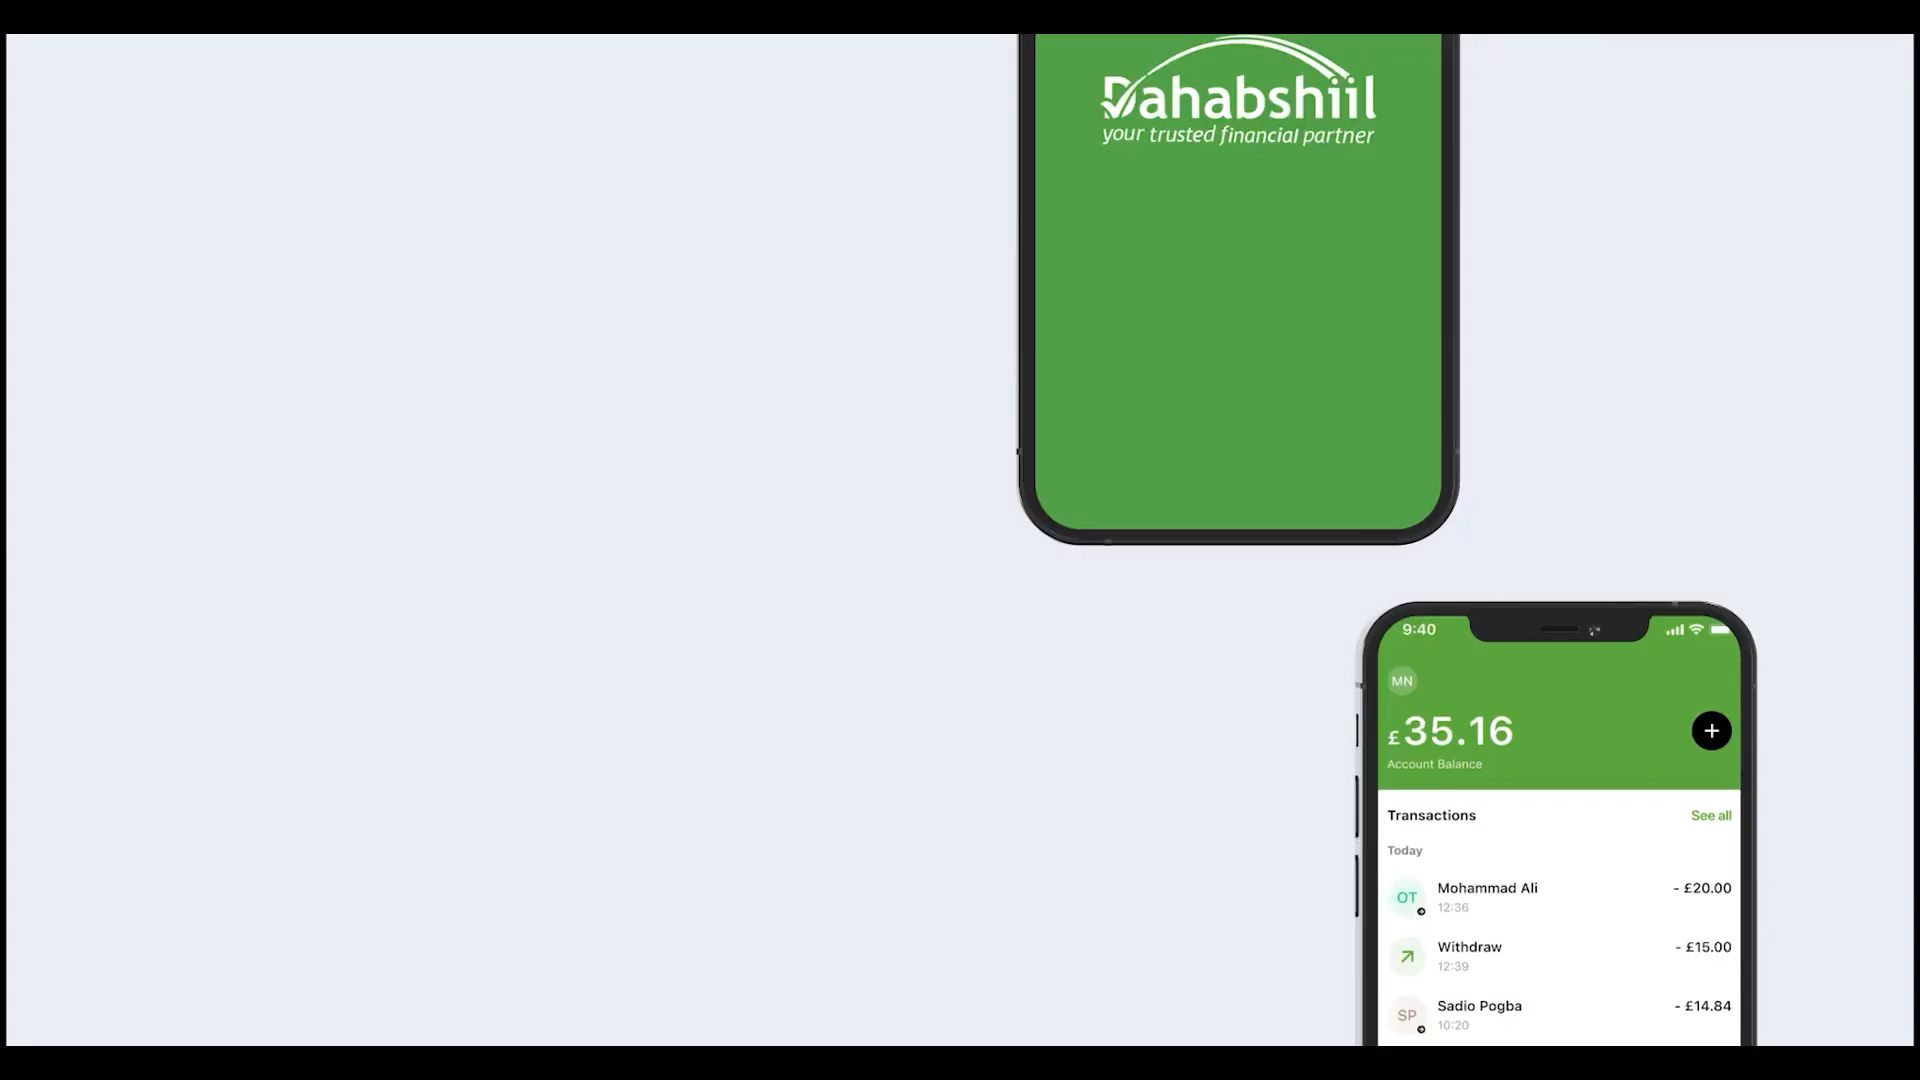 Dahabshiil
your trusted financial partner
9:40
MN
£35.16
+
Account Balance
Transactions See all
Today
OT Mohammad Ali - £20.00
12:36
Withdraw - £15.00
12:39
SP Sadio Pogba - £14.84
10:20